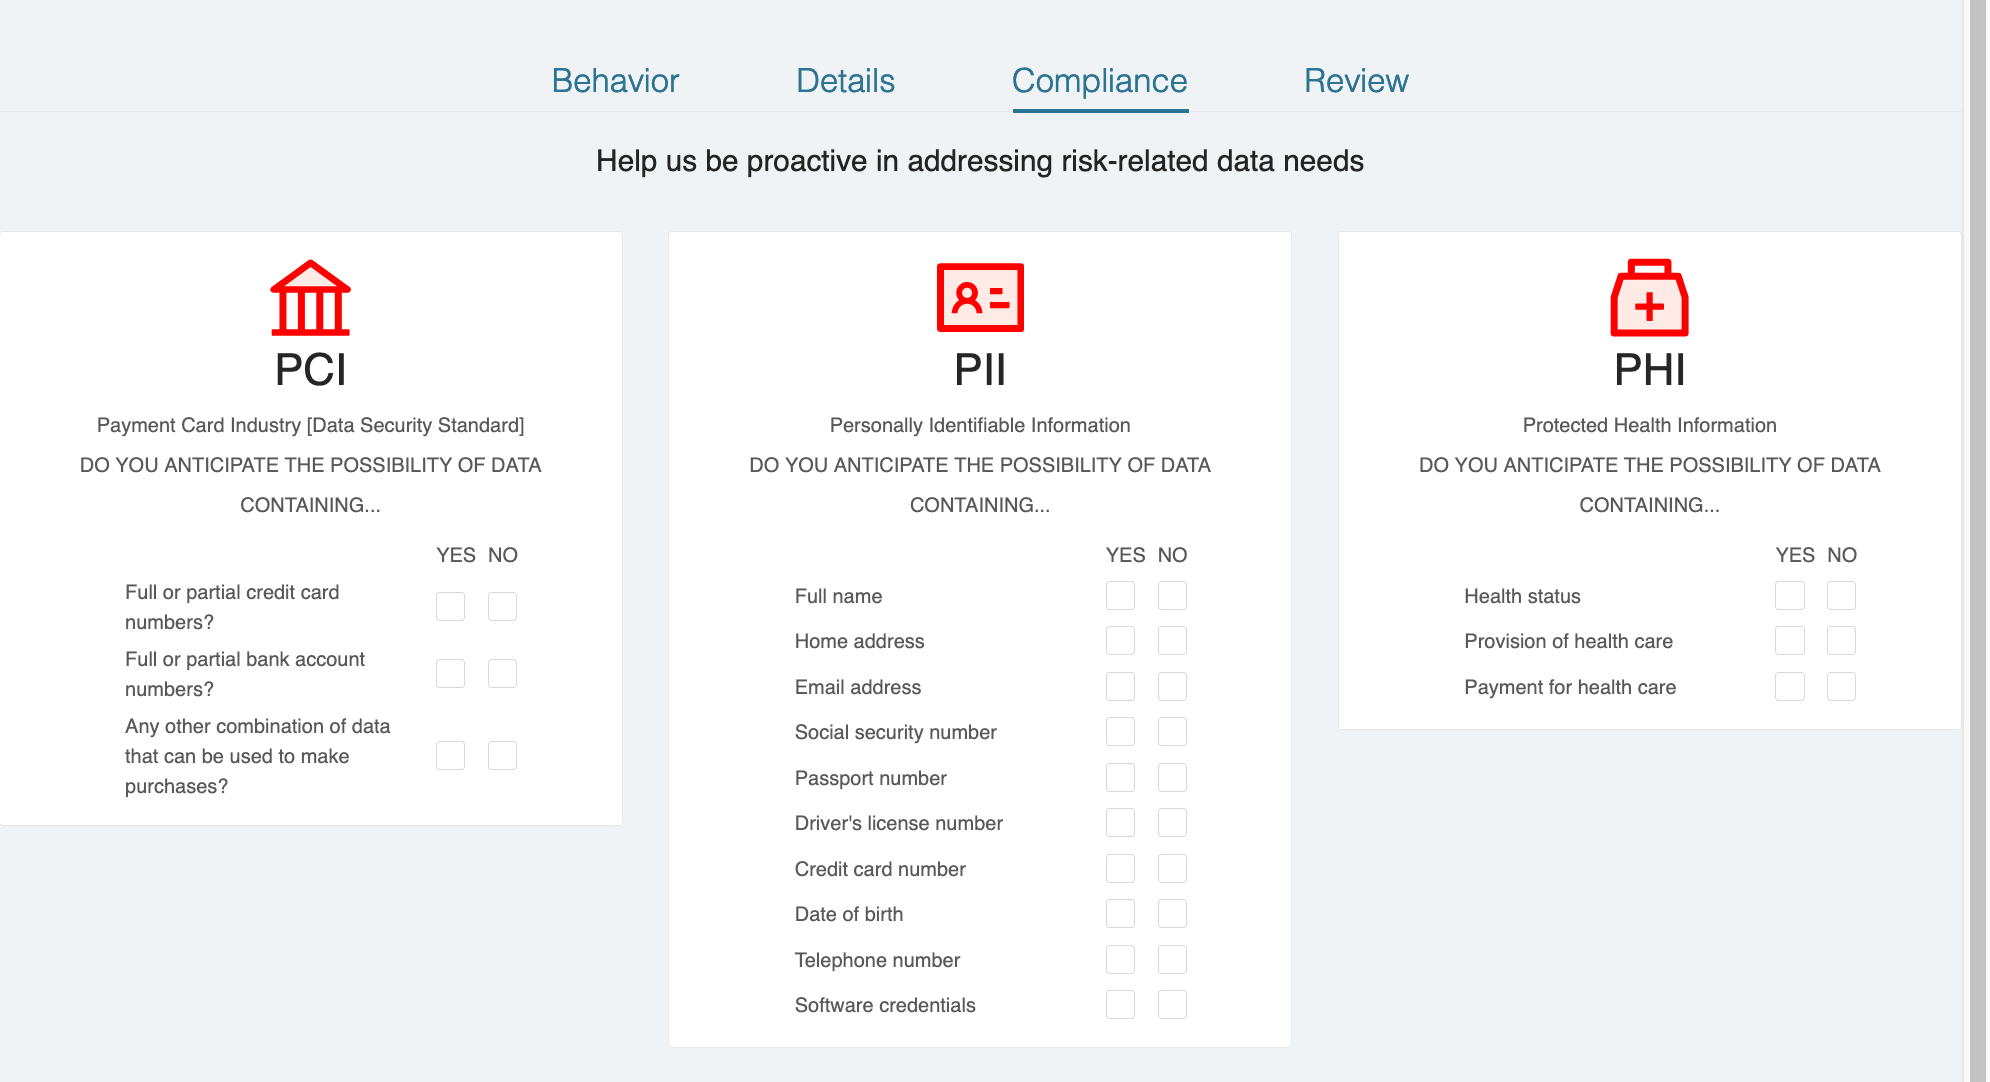 Behavior Details Compliance Review
Help us be proactive in addressing risk-related data needs
PCI
Payment Card Industry [Data Security Standard]
DO YOU ANTICIPATE THE POSSIBILITY OF DATA
CONTAINING...
YES NO
Full or partial credit card
numbers?
Full or partial bank account
numbers?
Any other combination of data
that can be used to make
purchases?
PII
Personally Identifiable Information
DO YOU ANTICIPATE THE POSSIBILITY OF DATA
CONTAINING...
YES NO
Full name
Home address
Email address
Social security number
Passport number
Driver's license number
Credit card number
Date of birth
Telephone number
Software credentials
PHI
Protected Health Information
DO YOU ANTICIPATE THE POSSIBILITY OF DATA
CONTAINING...
YES NO
Health status
Provision of health care
Payment for health care